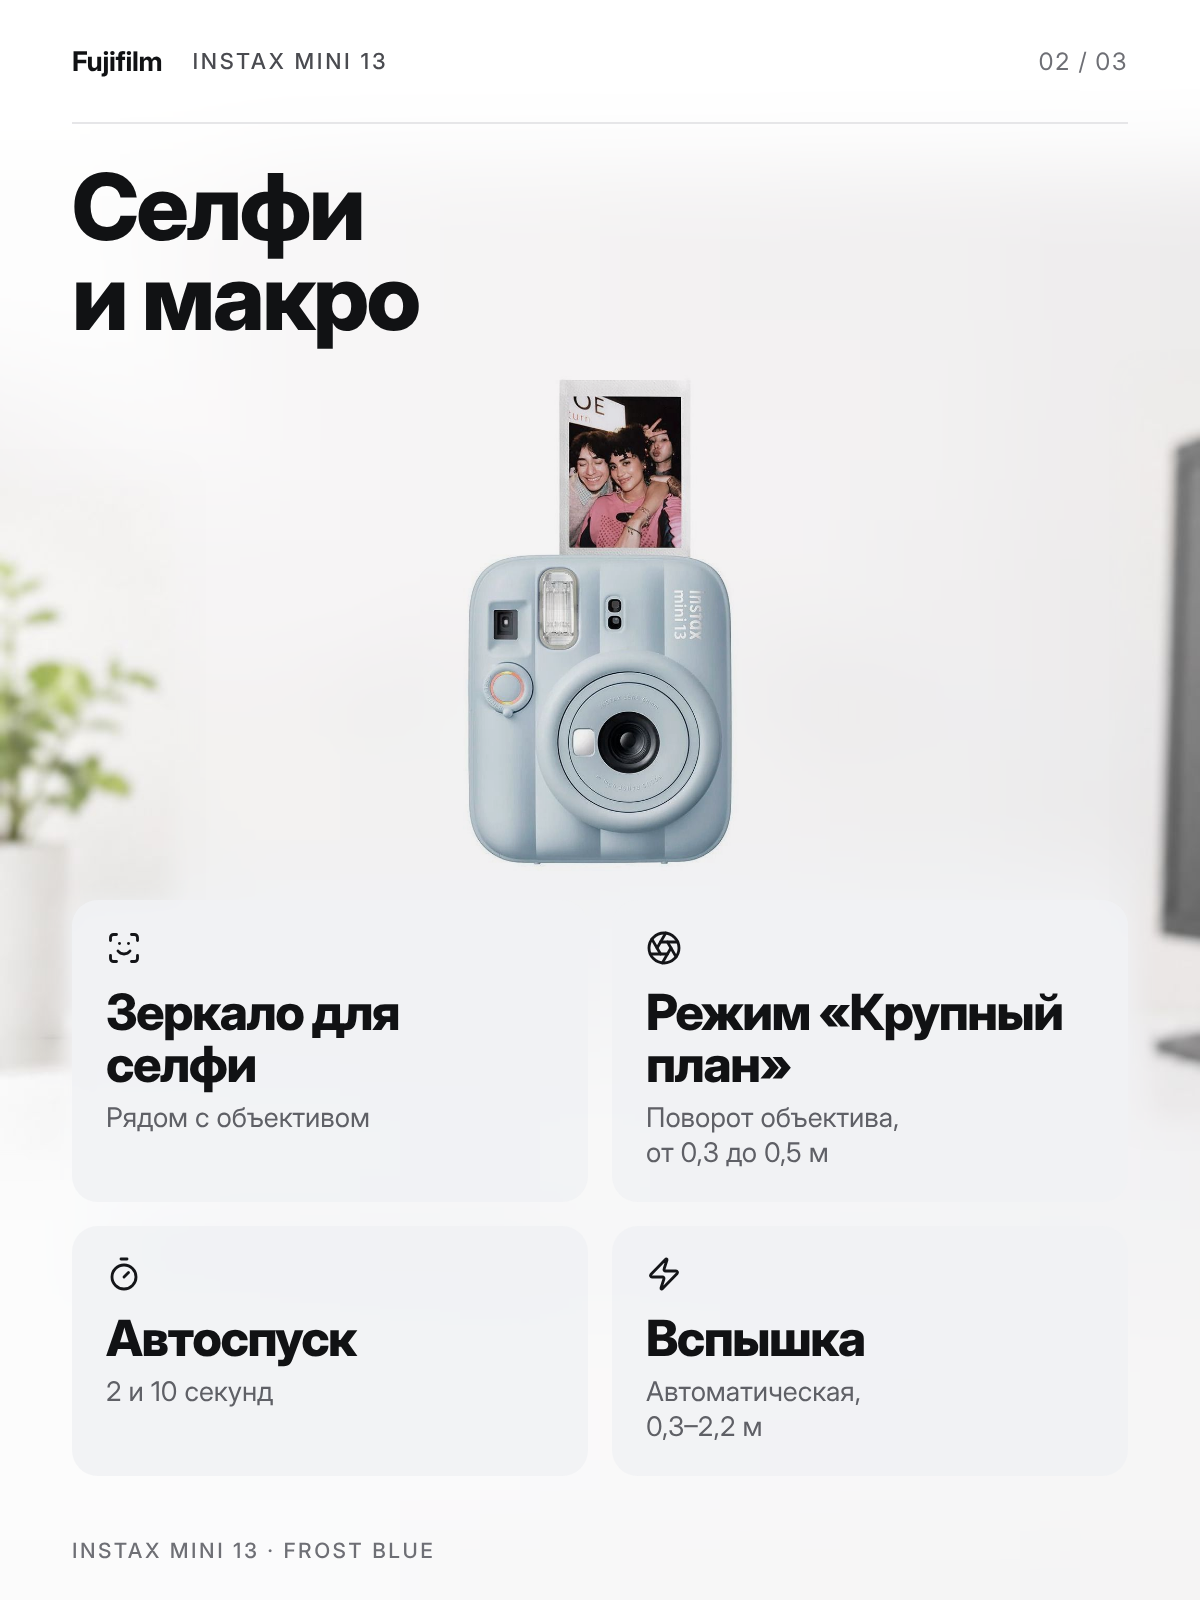 Fujifilm INSTAX MINI 13 02 / 03
Селфи
и макро
OE
instax
mini 13
Зеркало для
селфи
Рядом с объективом
Режим «Крупный
план»
Поворот объектива,
от 0,3 до 0,5 м
Автоспуск
2 и 10 секунд
Вспышка
Автоматическая,
0,3–2,2 м
INSTAX MINI 13 · FROST BLUE